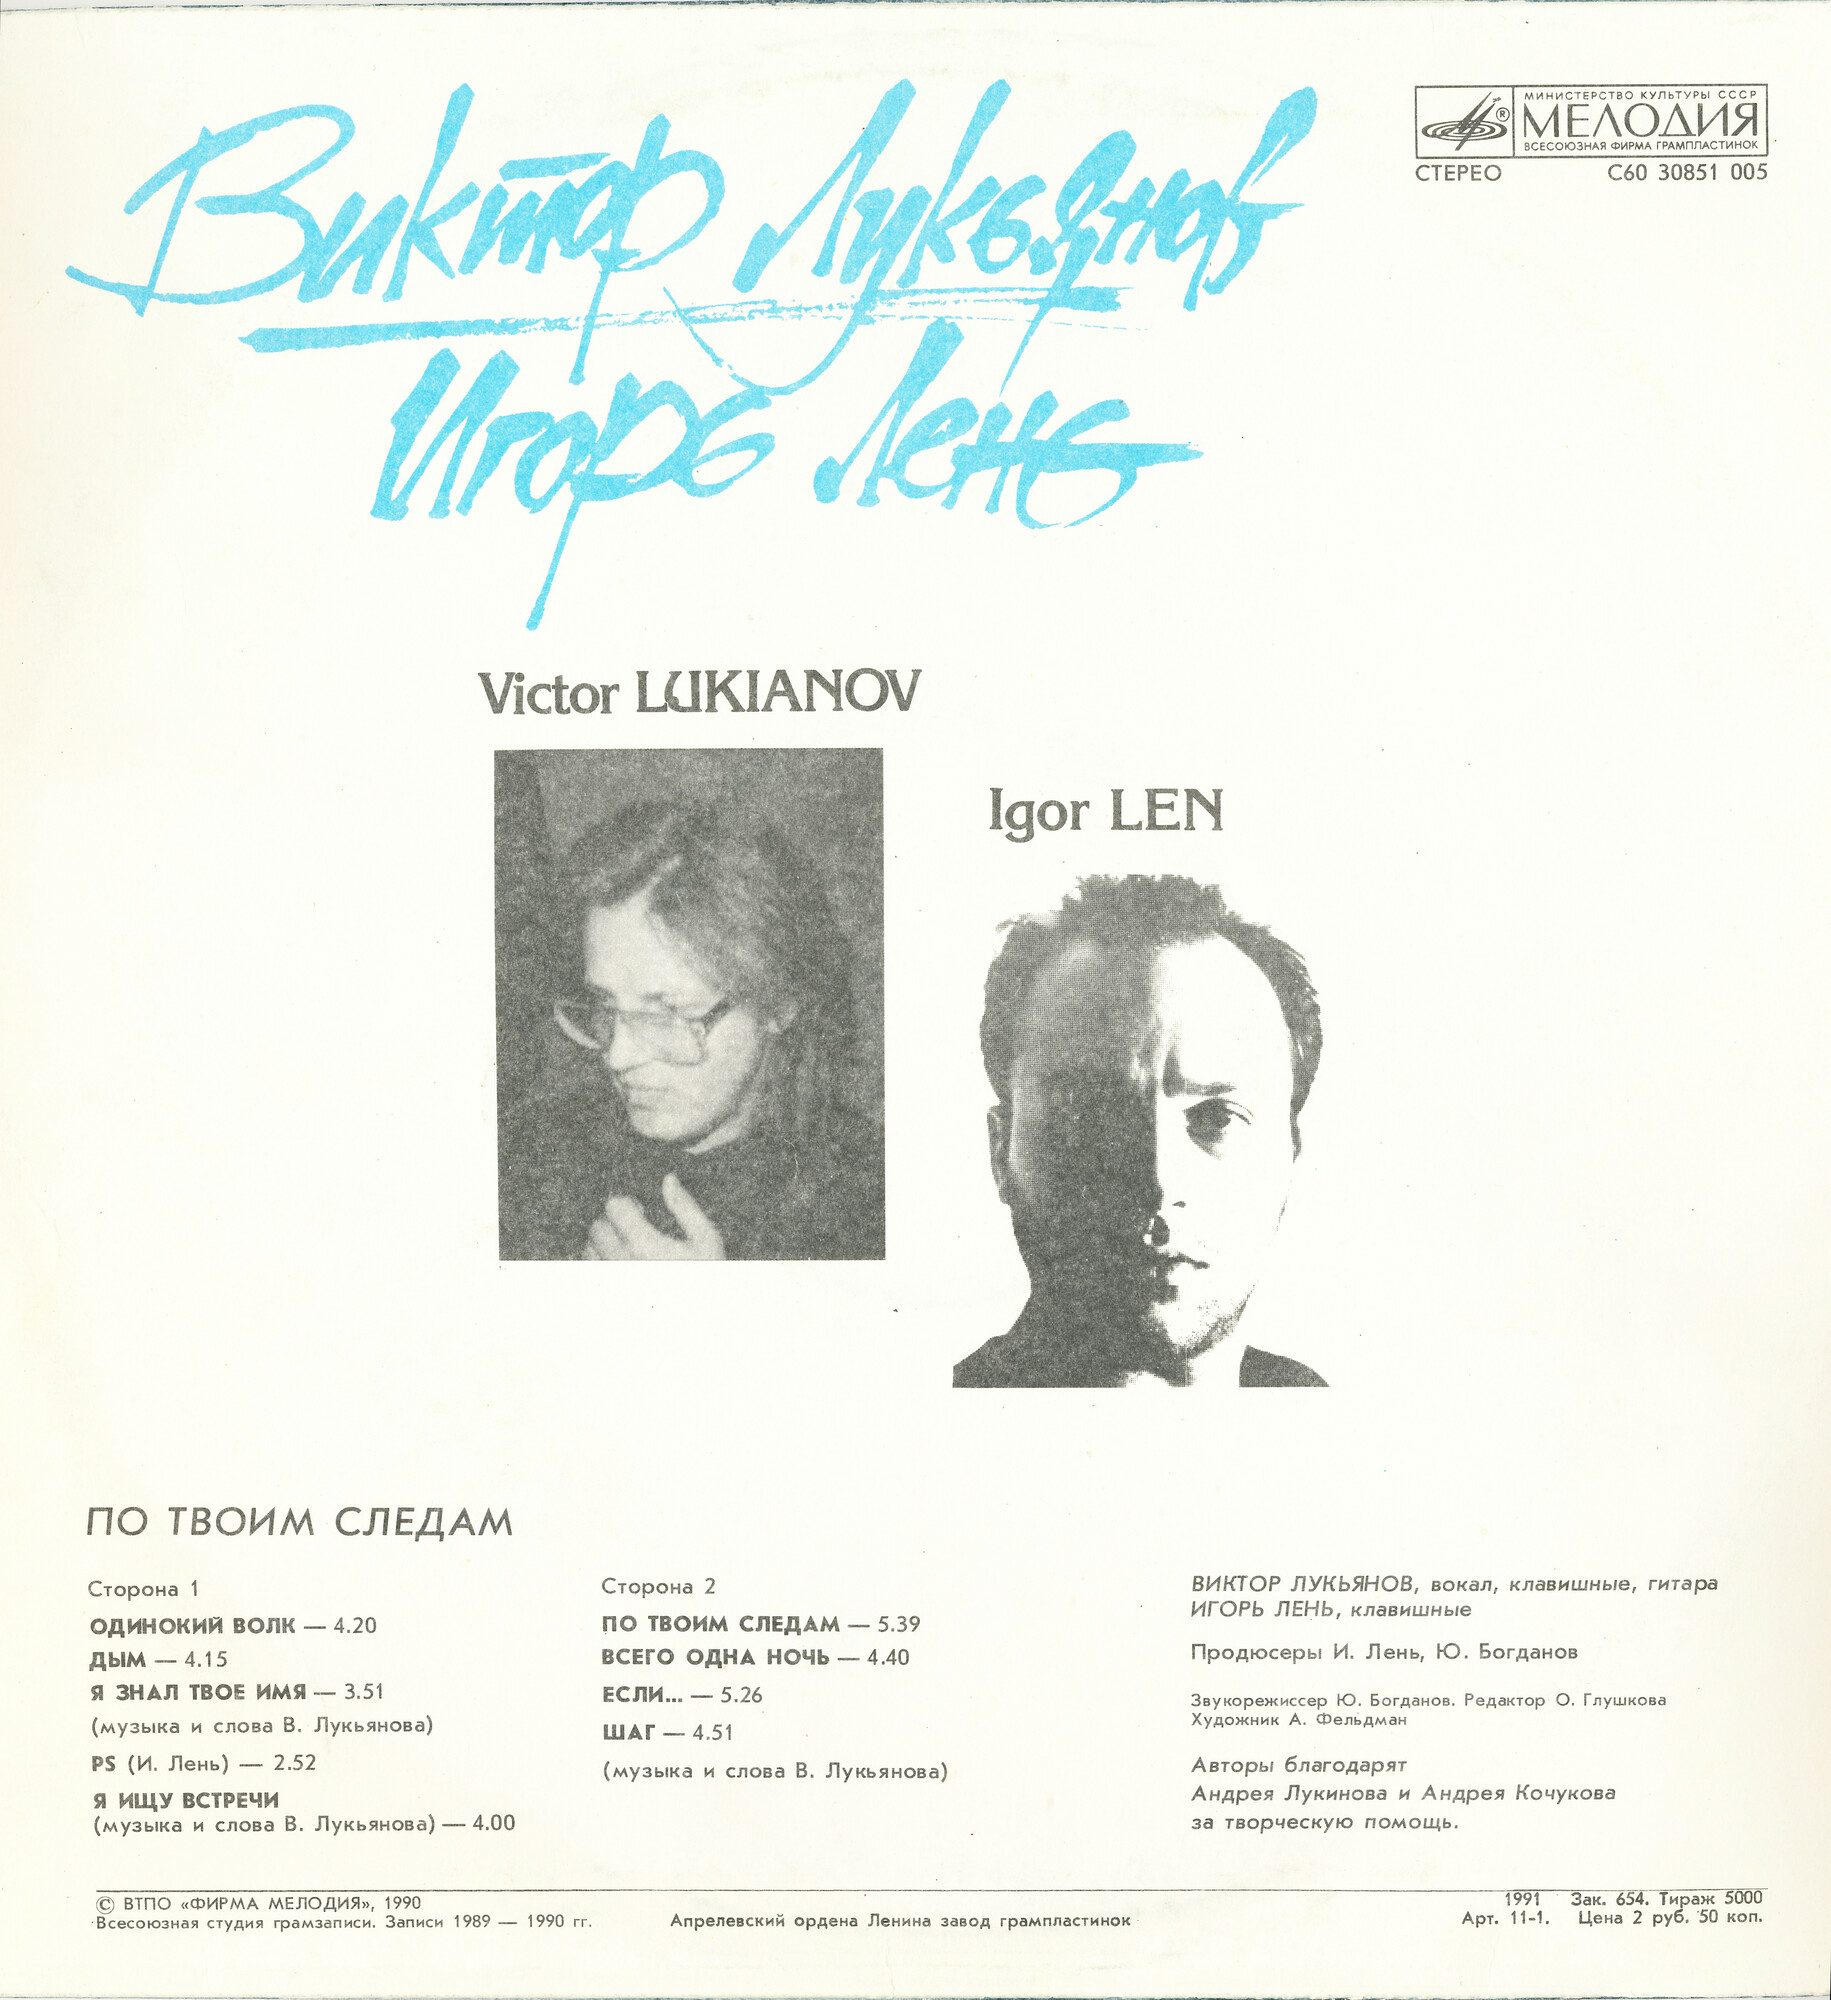 Виктор Лукьянов
Игорь Лень
МИНИСТЕРСТВО КУЛЬТУРЫ СССР
МЕЛОДИЯ
ВСЕСОЮЗНАЯ ФИРМА ГРАМПЛАСТИНОК
СТЕРЕО С60 30851 005
Victor LUKIANOV
Igor LEN
ПО ТВОИМ СЛЕДАМ
Сторона 1
ОДИНОКИЙ ВОЛК — 4.20
ДЫМ — 4.15
Я ЗНАЛ ТВОЕ ИМЯ — 3.51
(музыка и слова В. Лукьянова)
PS (И. Лень) — 2.52
Я ИЩУ ВСТРЕЧИ
(музыка и слова В. Лукьянова) — 4.00
Сторона 2
ПО ТВОИМ СЛЕДАМ — 5.39
ВСЕГО ОДНА НОЧЬ — 4.40
ЕСЛИ... — 5.26
ШАГ — 4.51
(музыка и слова В. Лукьянова)
ВИКТОР ЛУКЬЯНОВ, вокал, клавишные, гитара
ИГОРЬ ЛЕНЬ, клавишные
Продюсеры И. Лень, Ю. Богданов
Звукорежиссер Ю. Богданов. Редактор О. Глушкова
Художник А. Фельдман
Авторы благодарят
Андрея Лукинова и Андрея Кочукова
за творческую помощь.
© ВТПО «ФИРМА МЕЛОДИЯ», 1990
Всесоюзная студия грамзаписи. Записи 1989 — 1990 гг.
Апрелевский ордена Ленина завод грампластинок
1991 Зак. 654. Тираж 5000
Арт. 11-1. Цена 2 руб. 50 коп.